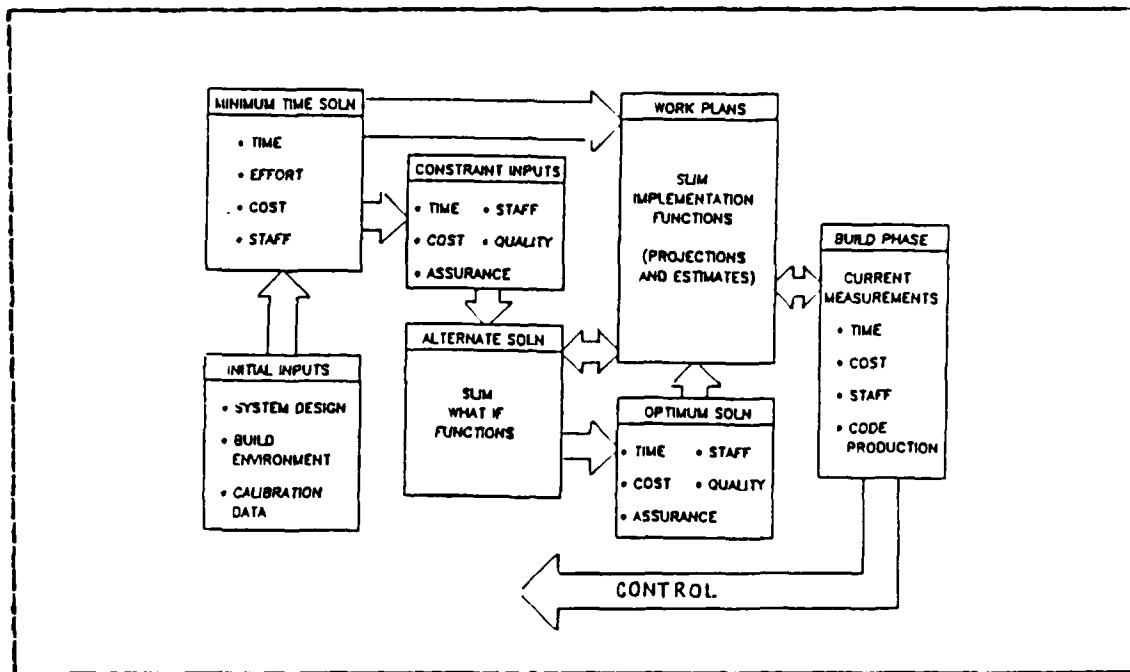 MINIMUM TIME SOLN
• TIME
• EFFORT
• COST
• STAFF
CONSTRAINT INPUTS
• TIME • STAFF
• COST • QUALITY
• ASSURANCE
WORK PLANS
SLIM
IMPLEMENTATION
FUNCTIONS
(PROJECTIONS
AND ESTIMATES)
BUILD PHASE
CURRENT
MEASUREMENTS
• TIME
• COST
• STAFF
• CODE
PRODUCTION
INITIAL INPUTS
• SYSTEM DESIGN
• BUILD
ENVIRONMENT
• CALIBRATION
DATA
ALTERNATE SOLN
SLIM
WHAT IF
FUNCTIONS
OPTIMUM SOLN
• TIME • STAFF
• COST • QUALITY
• ASSURANCE
CONTROL